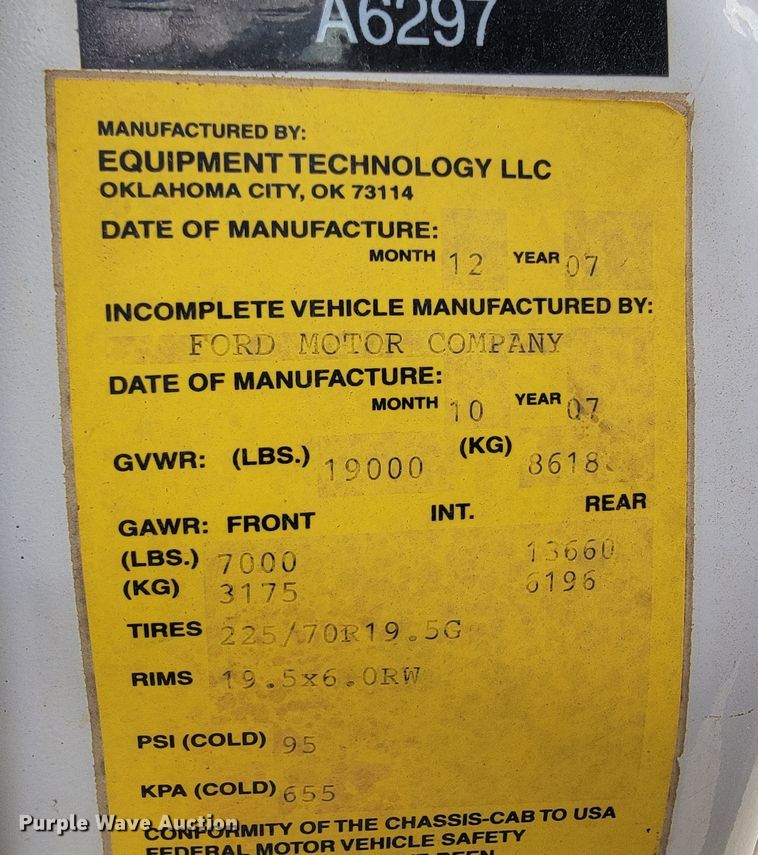 A6297
MANUFACTURED BY:
EQUIPMENT TECHNOLOGY LLC
OKLAHOMA CITY, OK 73114
DATE OF MANUFACTURE:
MONTH 12 YEAR 07
INCOMPLETE VEHICLE MANUFACTURED BY:
FORD MOTOR COMPANY
DATE OF MANUFACTURE:
MONTH 10 YEAR 07
GVWR: (LBS.) 19000 (KG) 8618
GAWR: FRONT INT. REAR
(LBS.) 7000 13660
(KG) 3175 6196
TIRES 225/70R19.5G
RIMS 19.5x6.0RW
PSI (COLD) 95
KPA (COLD) 655
Purple Wave Auction
CONFORMITY OF THE CHASSIS-CAB TO USA
FEDERAL MOTOR VEHICLE SAFETY
BEEN